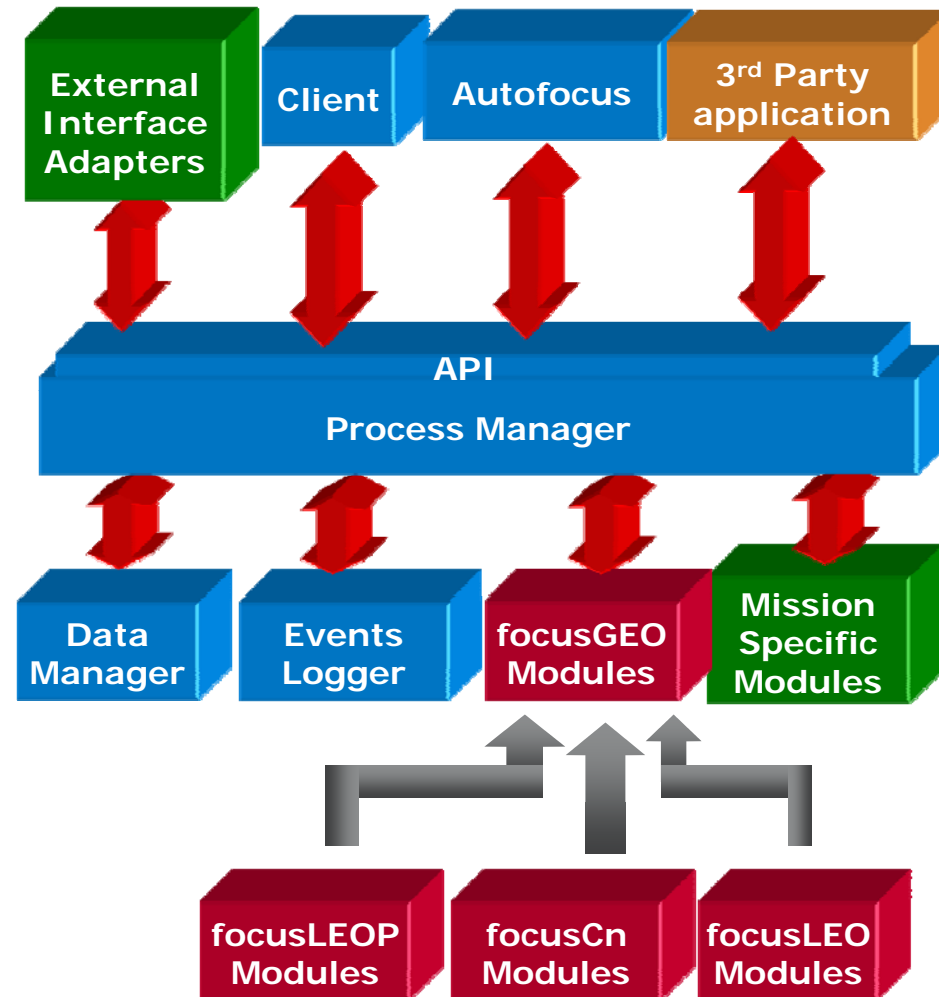 External
Interface
Adapters
Client
Autofocus
3rd Party
application
API
Process Manager
Data
Manager
Events
Logger
focusGEO
Modules
Mission
Specific
Modules
focusLEOP
Modules
focusCn
Modules
focusLEO
Modules